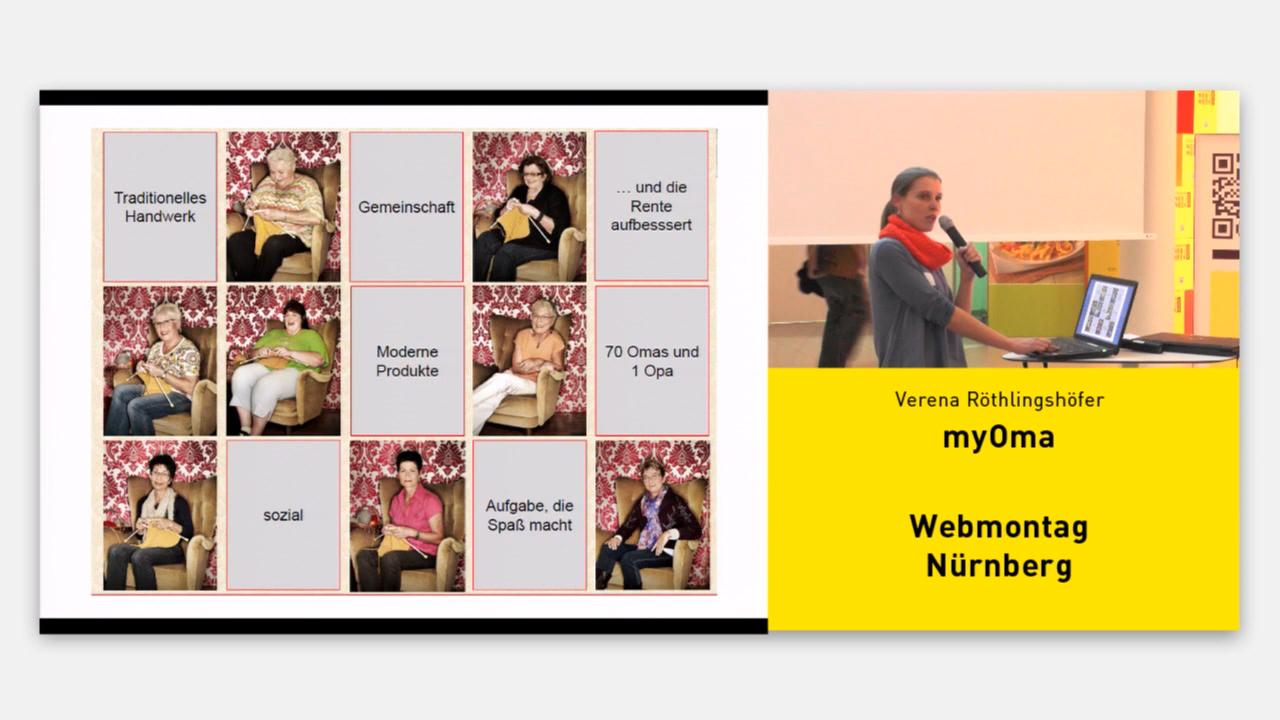 Traditionelles
Handwerk
Gemeinschaft
... und die
Rente
aufbesssert
Moderne
Produkte
70 Omas und
1 Opa
sozial
Aufgabe, die
Spaß macht
Verena Röthlingshöfer
myOma
Webmontag
Nürnberg